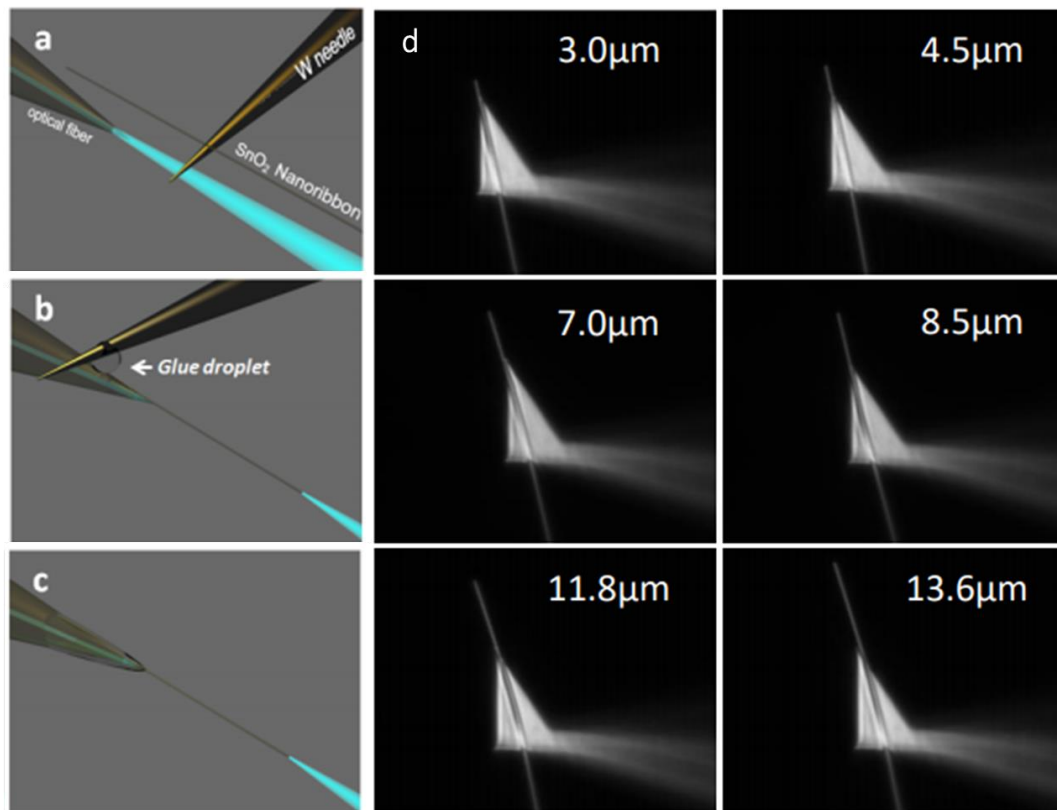 a
W needle
optical fiber
SnO₂ Nanoribbon
b
Glue droplet
c
d
3.0µm
4.5µm
7.0µm
8.5µm
11.8µm
13.6µm